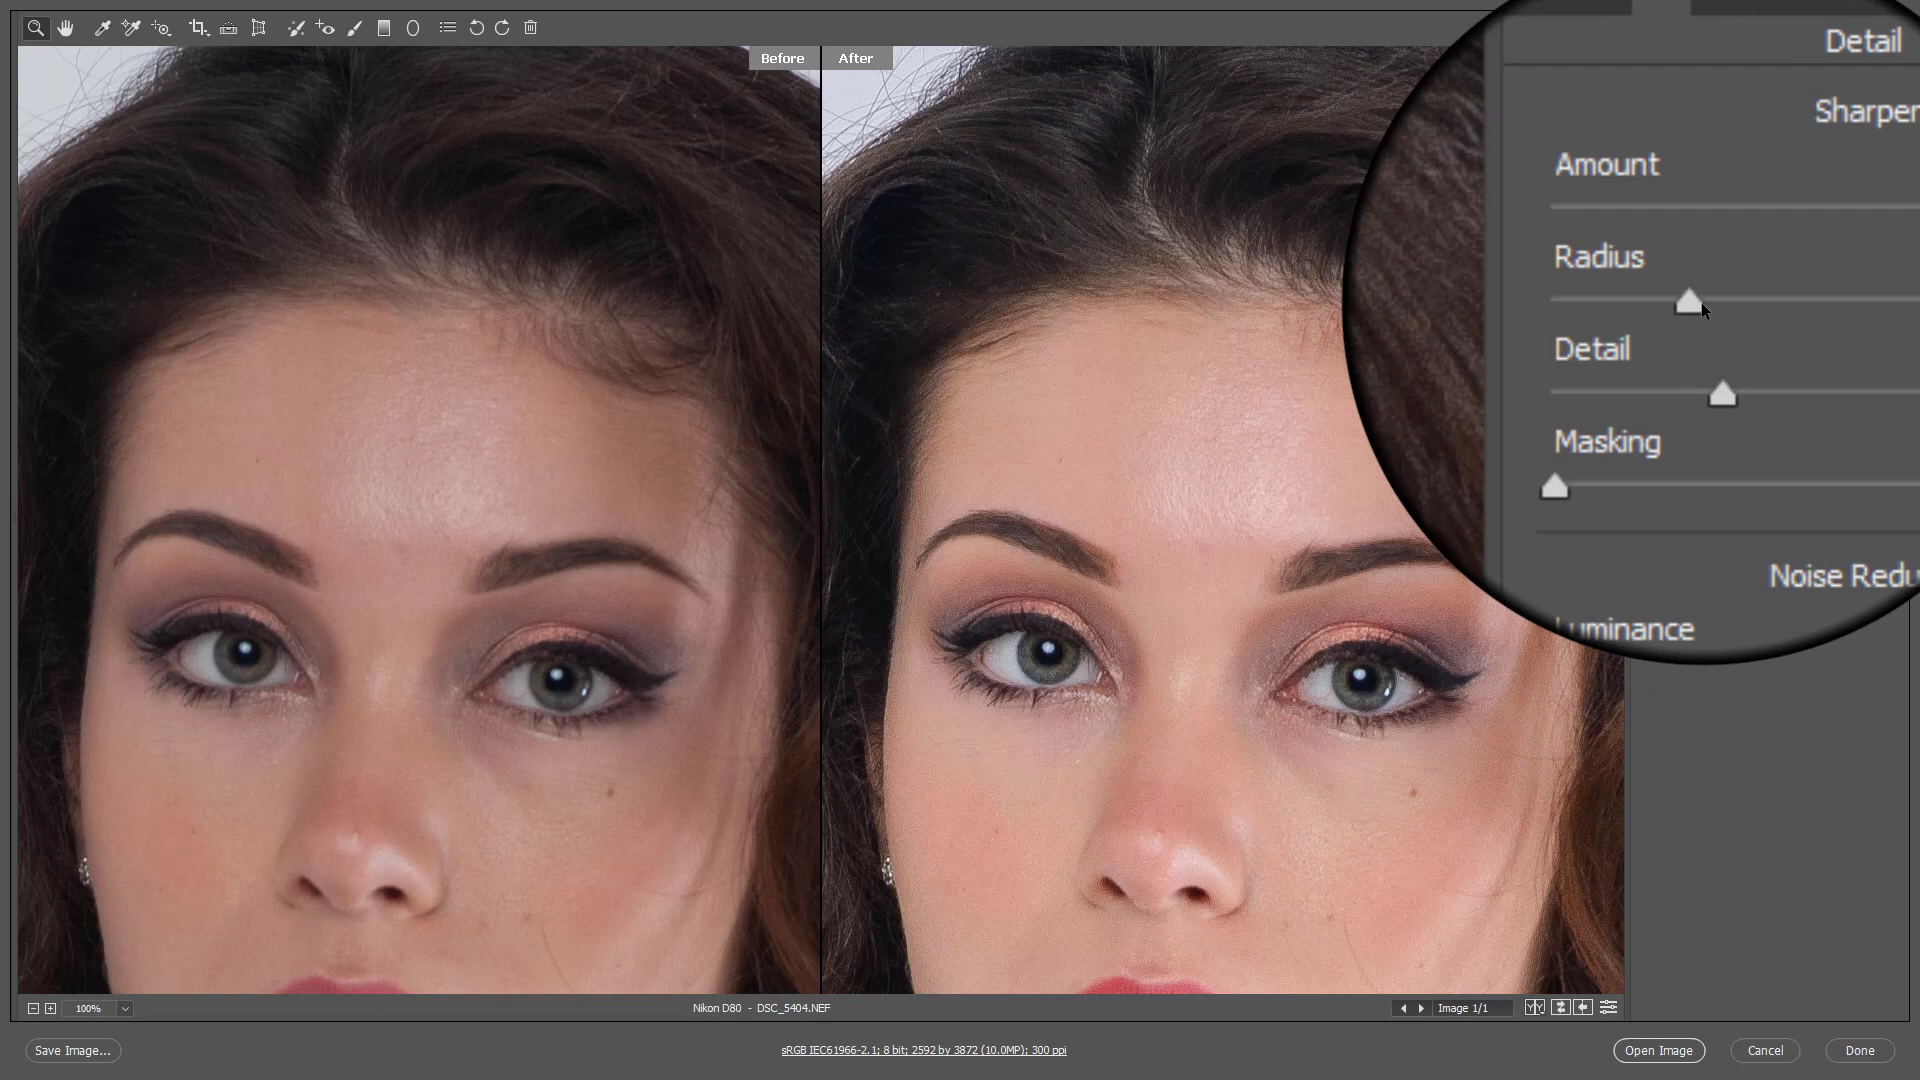 Before
After
Detail
Sharpen
Amount
Radius
Detail
Masking
Noise Redu
Luminance
100%
Nikon D80 - DSC_5404.NEF
Image 1/1
Save Image...
sRGB IEC61966-2.1; 8 bit; 2592 by 3872 (10.0MP); 300 ppi
Open Image
Cancel
Done